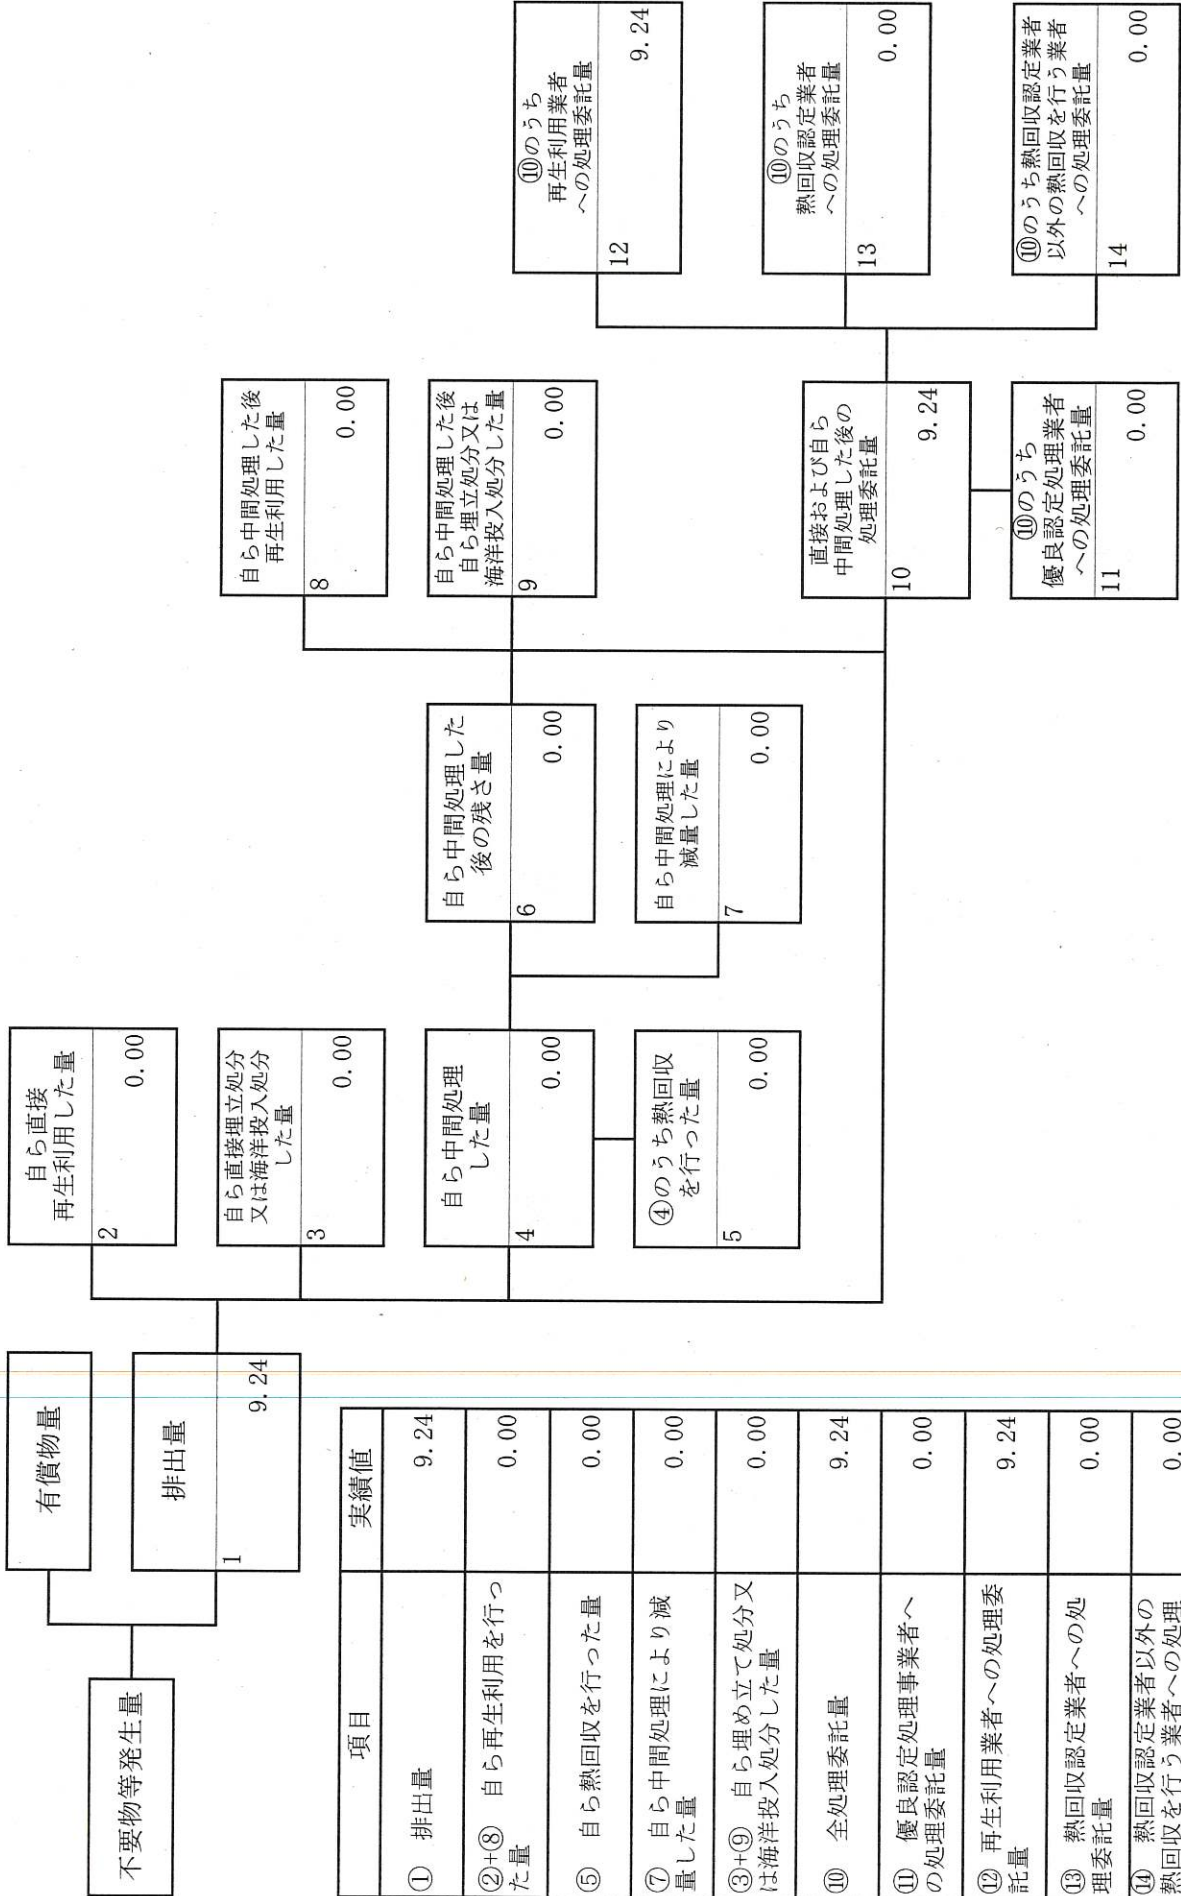 不要物等発生量
有償物量
排出量
1
9.24
自ら直接
再生利用した量
2
0.00
自ら直接埋立処分
又は海洋投入処分
した量
3
0.00
自ら中間処理
した量
4
0.00
④のうち熱回収
を行った量
5
0.00
自ら中間処理した
後の残さ量
6
0.00
自ら中間処理により
減量した量
7
0.00
自ら中間処理した後
再生利用した量
8
0.00
自ら中間処理した後
自ら埋立処分又は
海洋投入処分した量
9
0.00
直接および自ら
中間処理した後の
処理委託量
10
9.24
⑩のうち
優良認定処理業者
への処理委託量
11
0.00
⑩のうち
再生利用業者
への処理委託量
12
9.24
⑩のうち
熱回収認定業者
への処理委託量
13
0.00
⑩のうち熱回収認定業者
以外の熱回収を行う業者
への処理委託量
14
0.00
項目 実績値
① 排出量 9.24
②+⑧ 自ら再生利用を行っ
た量 0.00
⑤ 自ら熱回収を行った量 0.00
⑦ 自ら中間処理により減
量した量 0.00
③+⑨ 自ら埋め立て処分又
は海洋投入処分した量 0.00
⑩ 全処理委託量 9.24
⑪ 優良認定処理事業者へ
の処理委託量 0.00
⑫ 再生利用業者への処理委
託量 9.24
⑬ 熱回収認定業者への処
理委託量 0.00
⑭ 熱回収認定業者以外の
熱回収を行う業者への処理 0.00